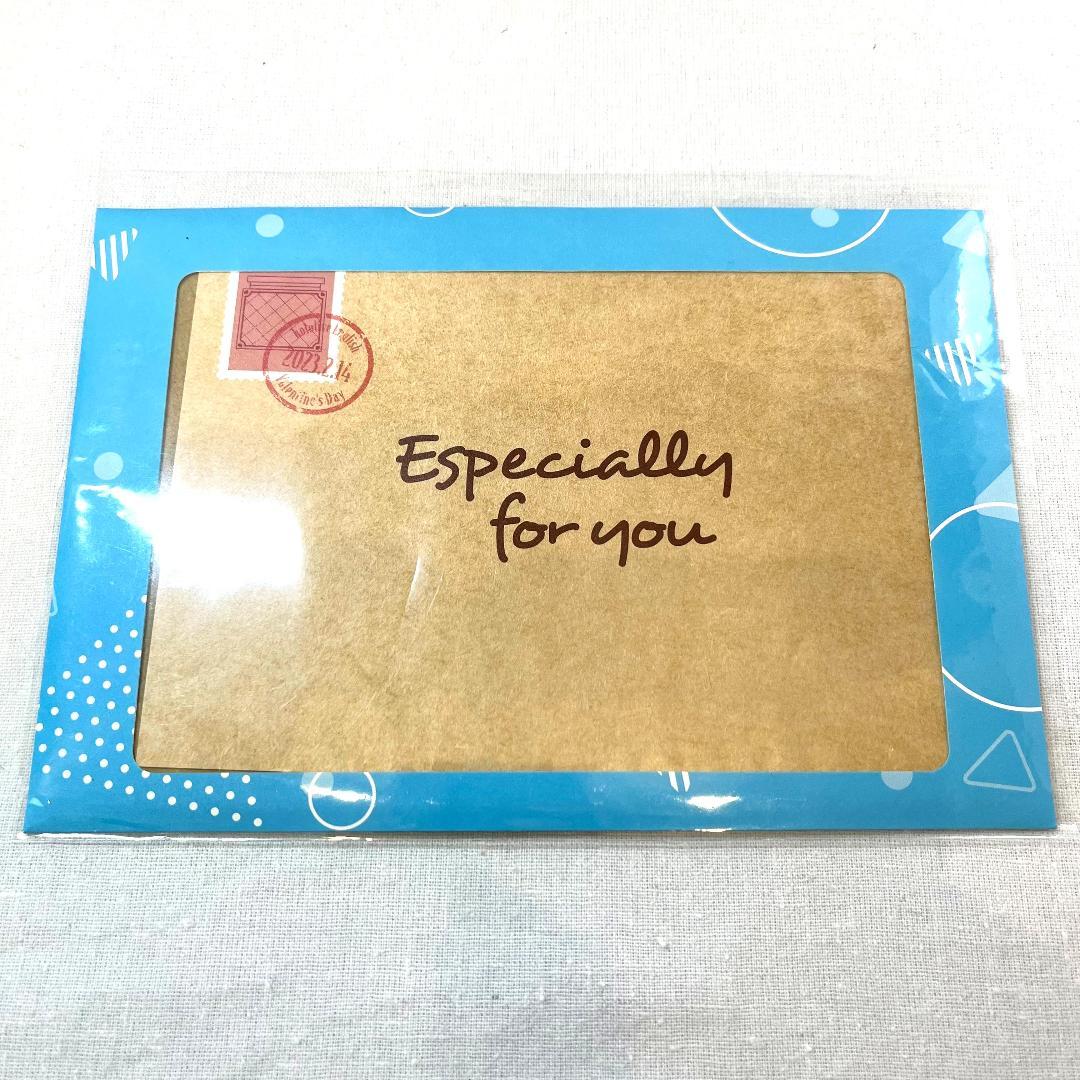 2023.2.14
Valentine's Day
Especially
for you